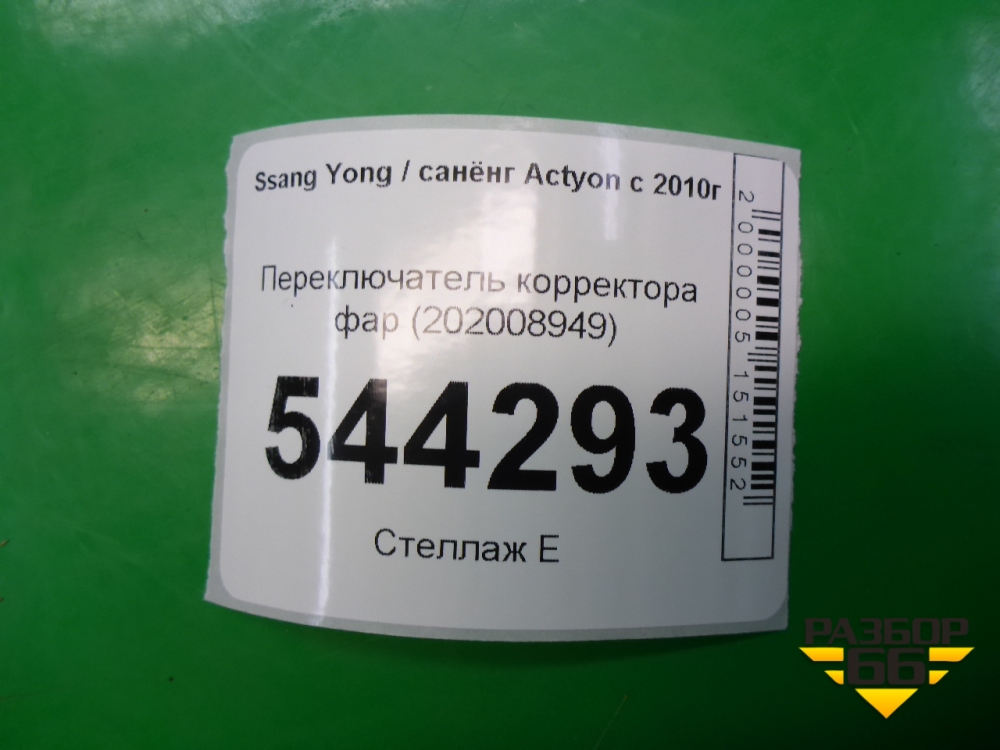 Ssang Yong / санёнг Actyon с 2010г
Переключатель корректора
фар (202008949)
544293
Стеллаж Е
2000005151552
РАЗБОР
66